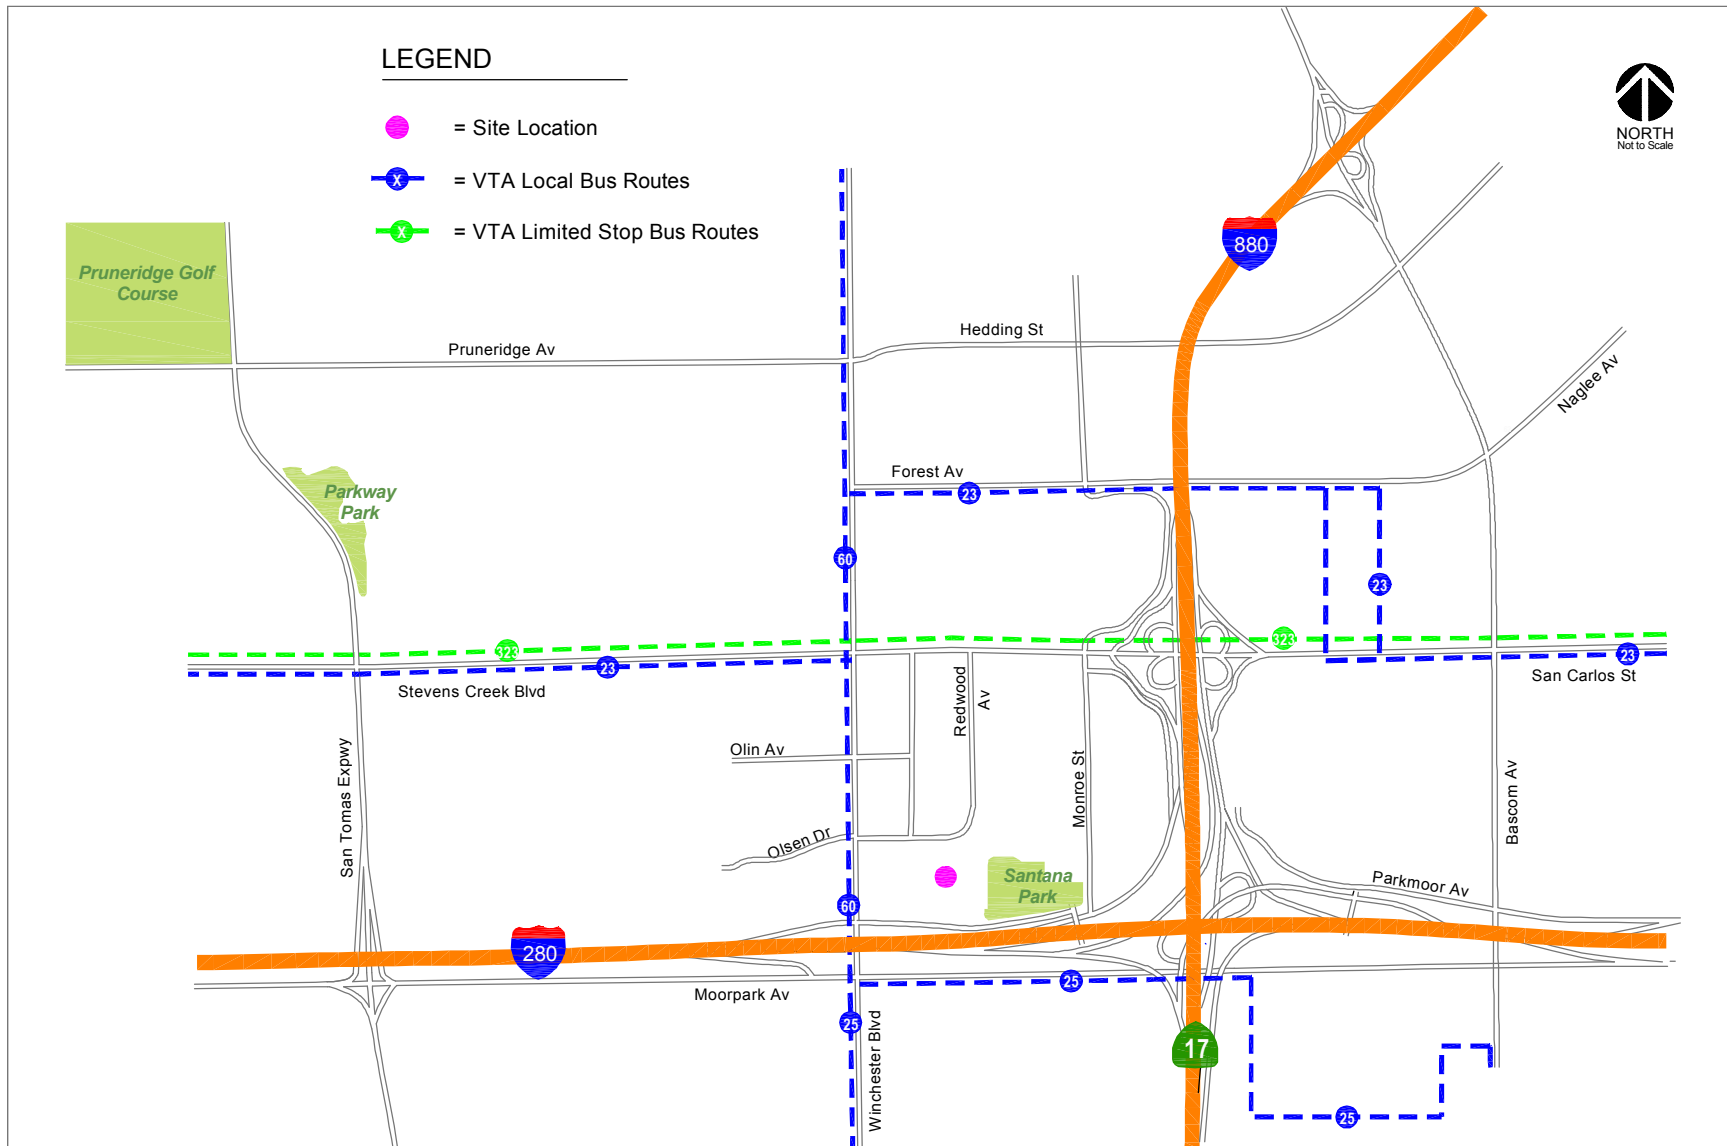 LEGEND
= Site Location
X
= VTA Local Bus Routes
X
= VTA Limited Stop Bus Routes
NORTH
Not to Scale
880
Pruneridge Golf
Course
Hedding St
Pruneridge Av
Naglee Av
Forest Av
23
Parkway
Park
60
23
323
323
23
23
Stevens Creek Blvd
San Carlos St
Redwood
Av
Olin Av
San Tomas Expwy
Monroe St
Bascom Av
Olsen Dr
Santana
Park
Parkmoor Av
60
280
25
Moorpark Av
25
Winchester Blvd
17
25